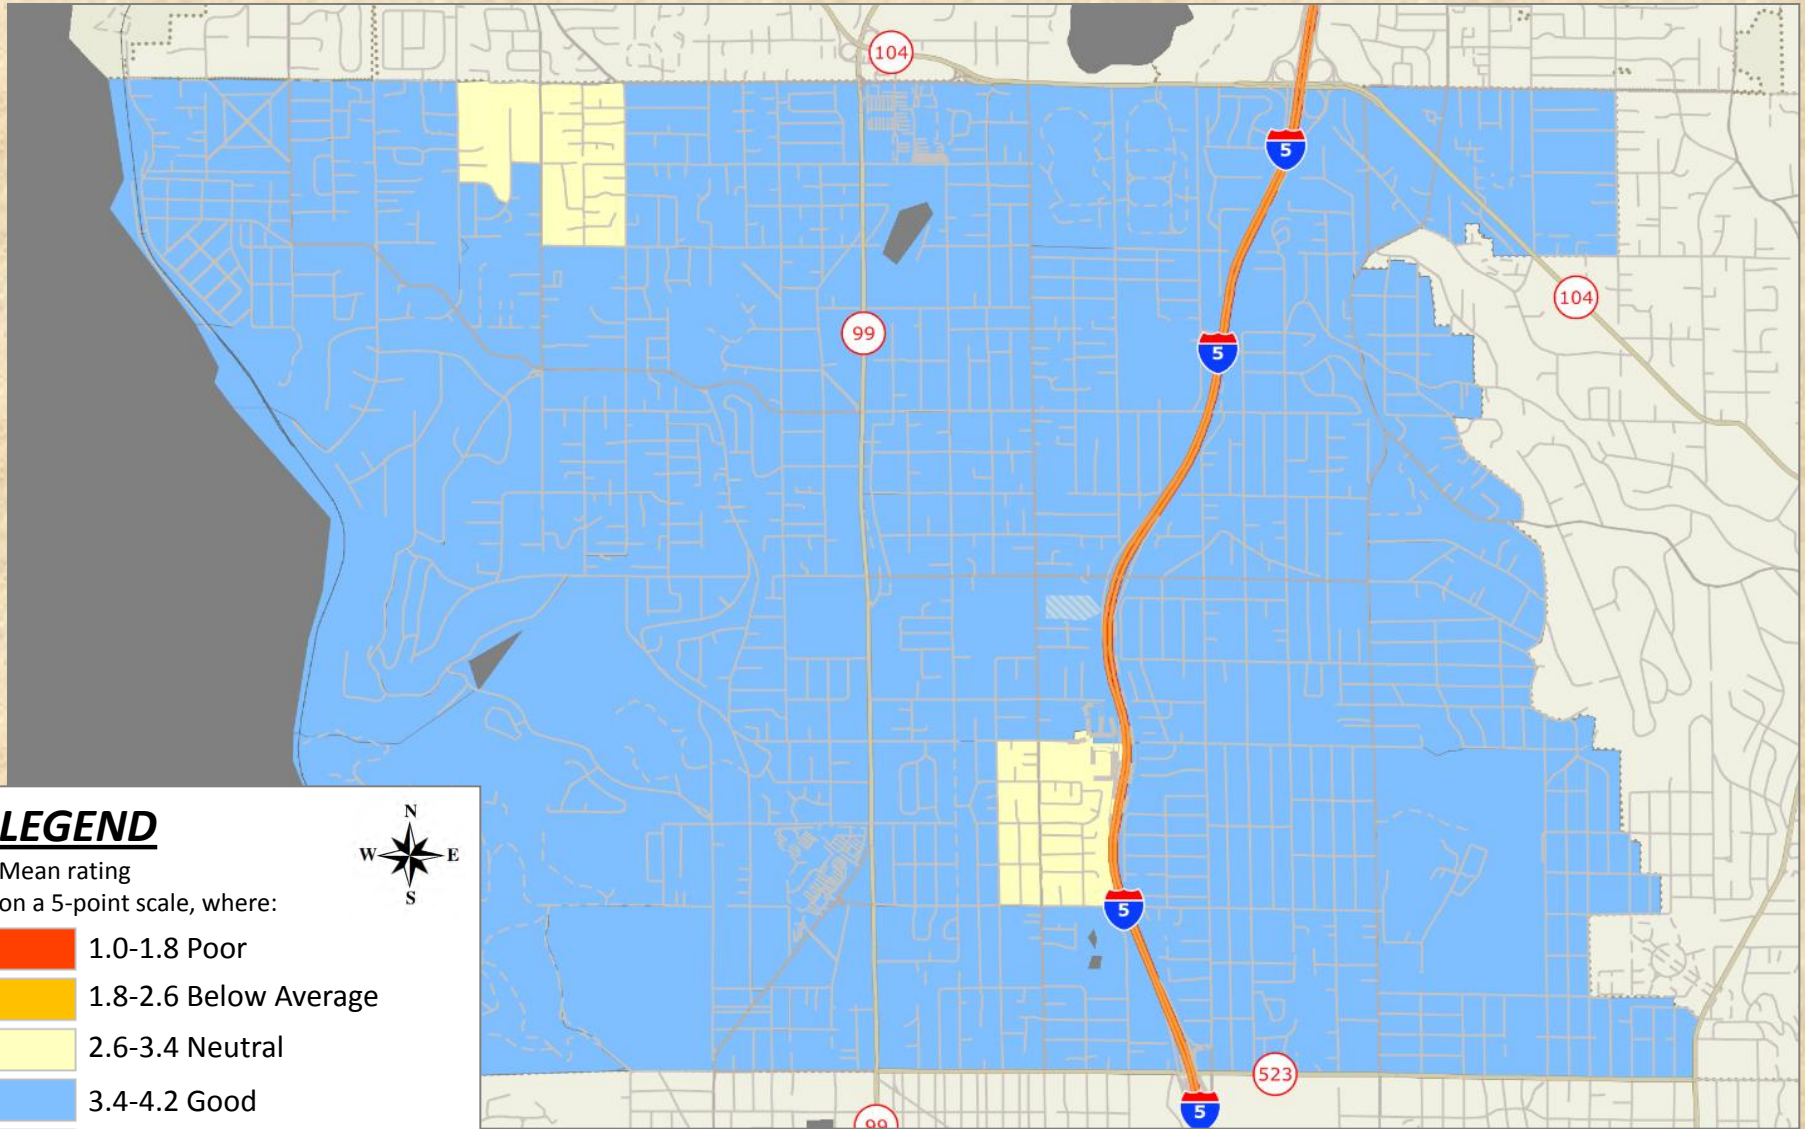 104
5
104
99
5
5
523
5
99
LEGEND
N
W E
S
Mean rating
on a 5-point scale, where:
1.0-1.8 Poor
1.8-2.6 Below Average
2.6-3.4 Neutral
3.4-4.2 Good